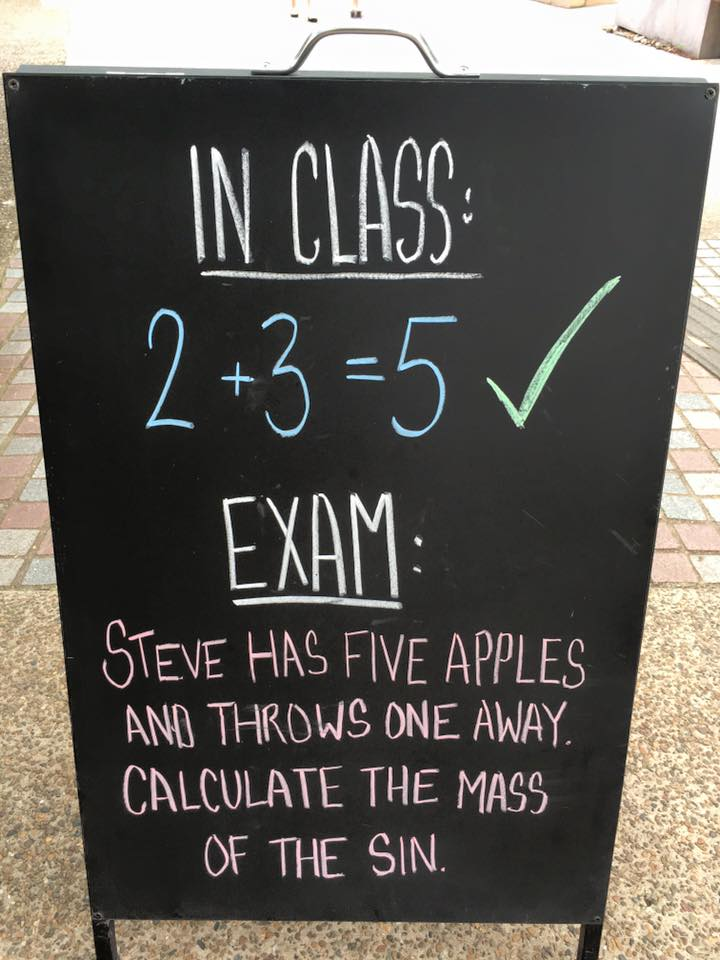 IN CLASS:
2 + 3 = 5 ✓
EXAM:
STEVE HAS FIVE APPLES
AND THROWS ONE AWAY.
CALCULATE THE MASS
OF THE SIN.